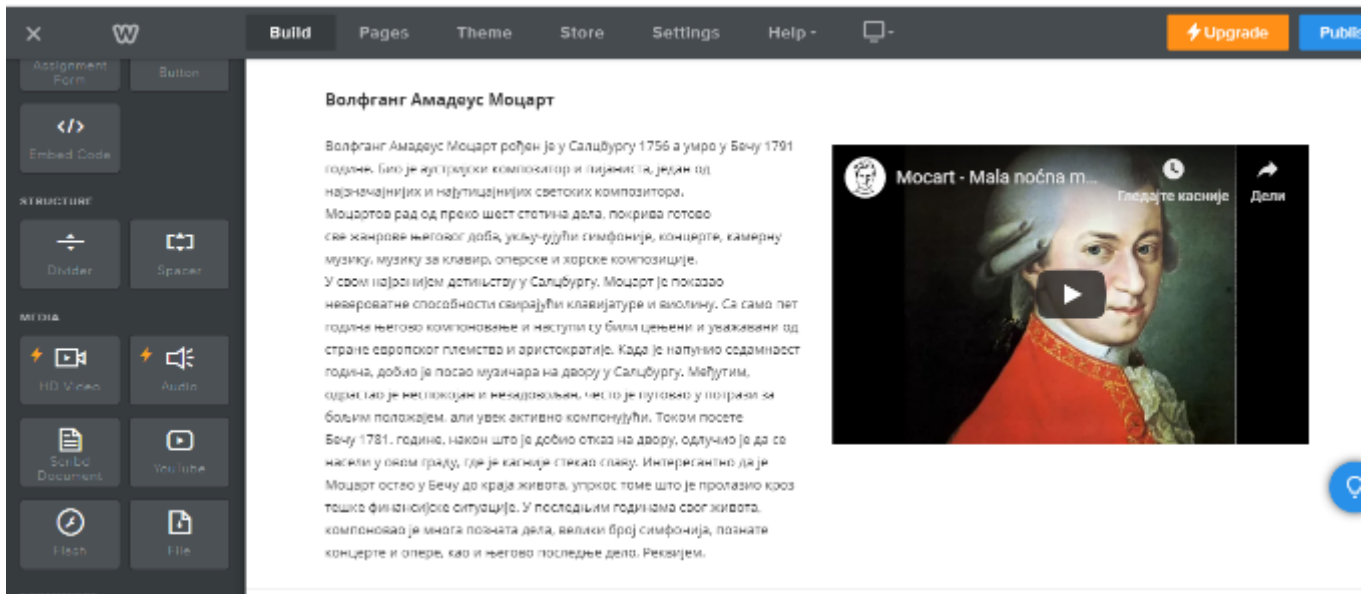 Build Pages Theme Store Settings Help
Upgrade
Assignment Form
Button
Embed Code
STRUCTURE
Divider
Spacer
MEDIA
HD Video
Audio
Scribd Document
YouTube
Flash
File
Волфганг Амадеус Моцарт
Волфганг Амадеус Моцарт рођен је у Салцбургу 1756 а умро у Бечу 1791
године. Био је аустријски композитор и пијаниста, један од
најзначајнијих и најутицајнијих светских композитора.
Моцартов рад од преко шест стотина дела, покрива готово
све жанрове његовог доба, укључујући симфоније, концерте, камерну
музику, музику за клавир, оперске и хорске композиције.
У свом најранијем детињству у Салцбургу, Моцарт је показао
невероватне способности свирајући клавијатуре и виолину. Са само пет
година његово компоновање и наступи су били цењени и уважавани од
стране европског племства и аристократије. Када је напунио седамнаест
година, добио је посао музичара на двору у Салцбургу. Међутим,
одрастао је неспокојан и незадовољан, често је путовао у потрази за
бољим положајем, али увек активно компонујући. Током посете
Бечу 1781. године, након што је добио отказ на двору, одлучио је да се
насели у овом граду, где је касније стекао славу. Интересантно да је
Моцарт остао у Бечу до краја живота, упркос томе што је пролазио кроз
тешке финансијске ситуације. У последњим годинама свог живота,
компоновао је многа позната дела, велики број симфонија, познате
концерте и опере, као и његово последње дело, Реквијем.
Mocart - Mala noćna m...
Гледајте касније
Дели